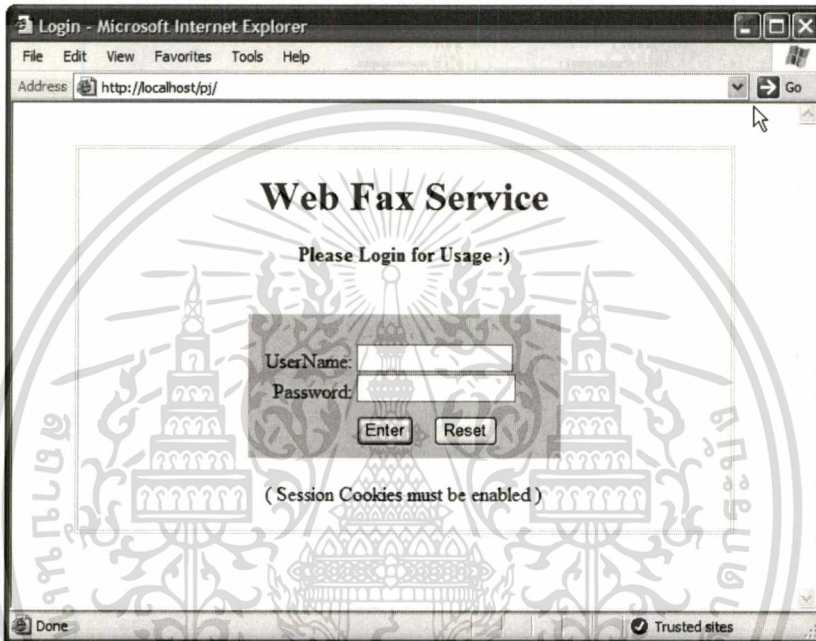 Login - Microsoft Internet Explorer
File Edit View Favorites Tools Help
Address http://localhost/pj/ Go
Web Fax Service
Please Login for Usage :)
UserName:
Password:
Enter Reset
( Session Cookies must be enabled )
Done Trusted sites